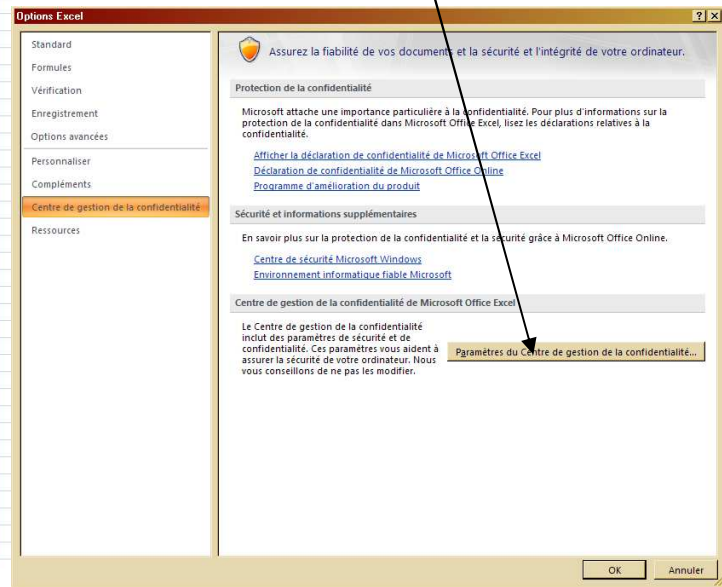 Options Excel
Standard
Formules
Vérification
Enregistrement
Options avancées
Personnaliser
Compléments
Centre de gestion de la confidentialité
Ressources
Assurez la fiabilité de vos documents et la sécurité et l'intégrité de votre ordinateur.
Protection de la confidentialité
Microsoft attache une importance particulière à la confidentialité. Pour plus d'informations sur la
protection de la confidentialité dans Microsoft Office Excel, lisez les déclarations relatives à la
confidentialité.
Afficher la déclaration de confidentialité de Microsoft Office Excel
Déclaration de confidentialité de Microsoft Office Online
Programme d'amélioration du produit
Sécurité et informations supplémentaires
En savoir plus sur la protection de la confidentialité et la sécurité grâce à Microsoft Office Online.
Centre de sécurité Microsoft Windows
Environnement informatique fiable Microsoft
Centre de gestion de la confidentialité de Microsoft Office Excel
Le Centre de gestion de la confidentialité
inclut des paramètres de sécurité et de
confidentialité. Ces paramètres vous aident à
assurer la sécurité de votre ordinateur. Nous
vous conseillons de ne pas les modifier.
Paramètres du Centre de gestion de la confidentialité...
OK
Annuler